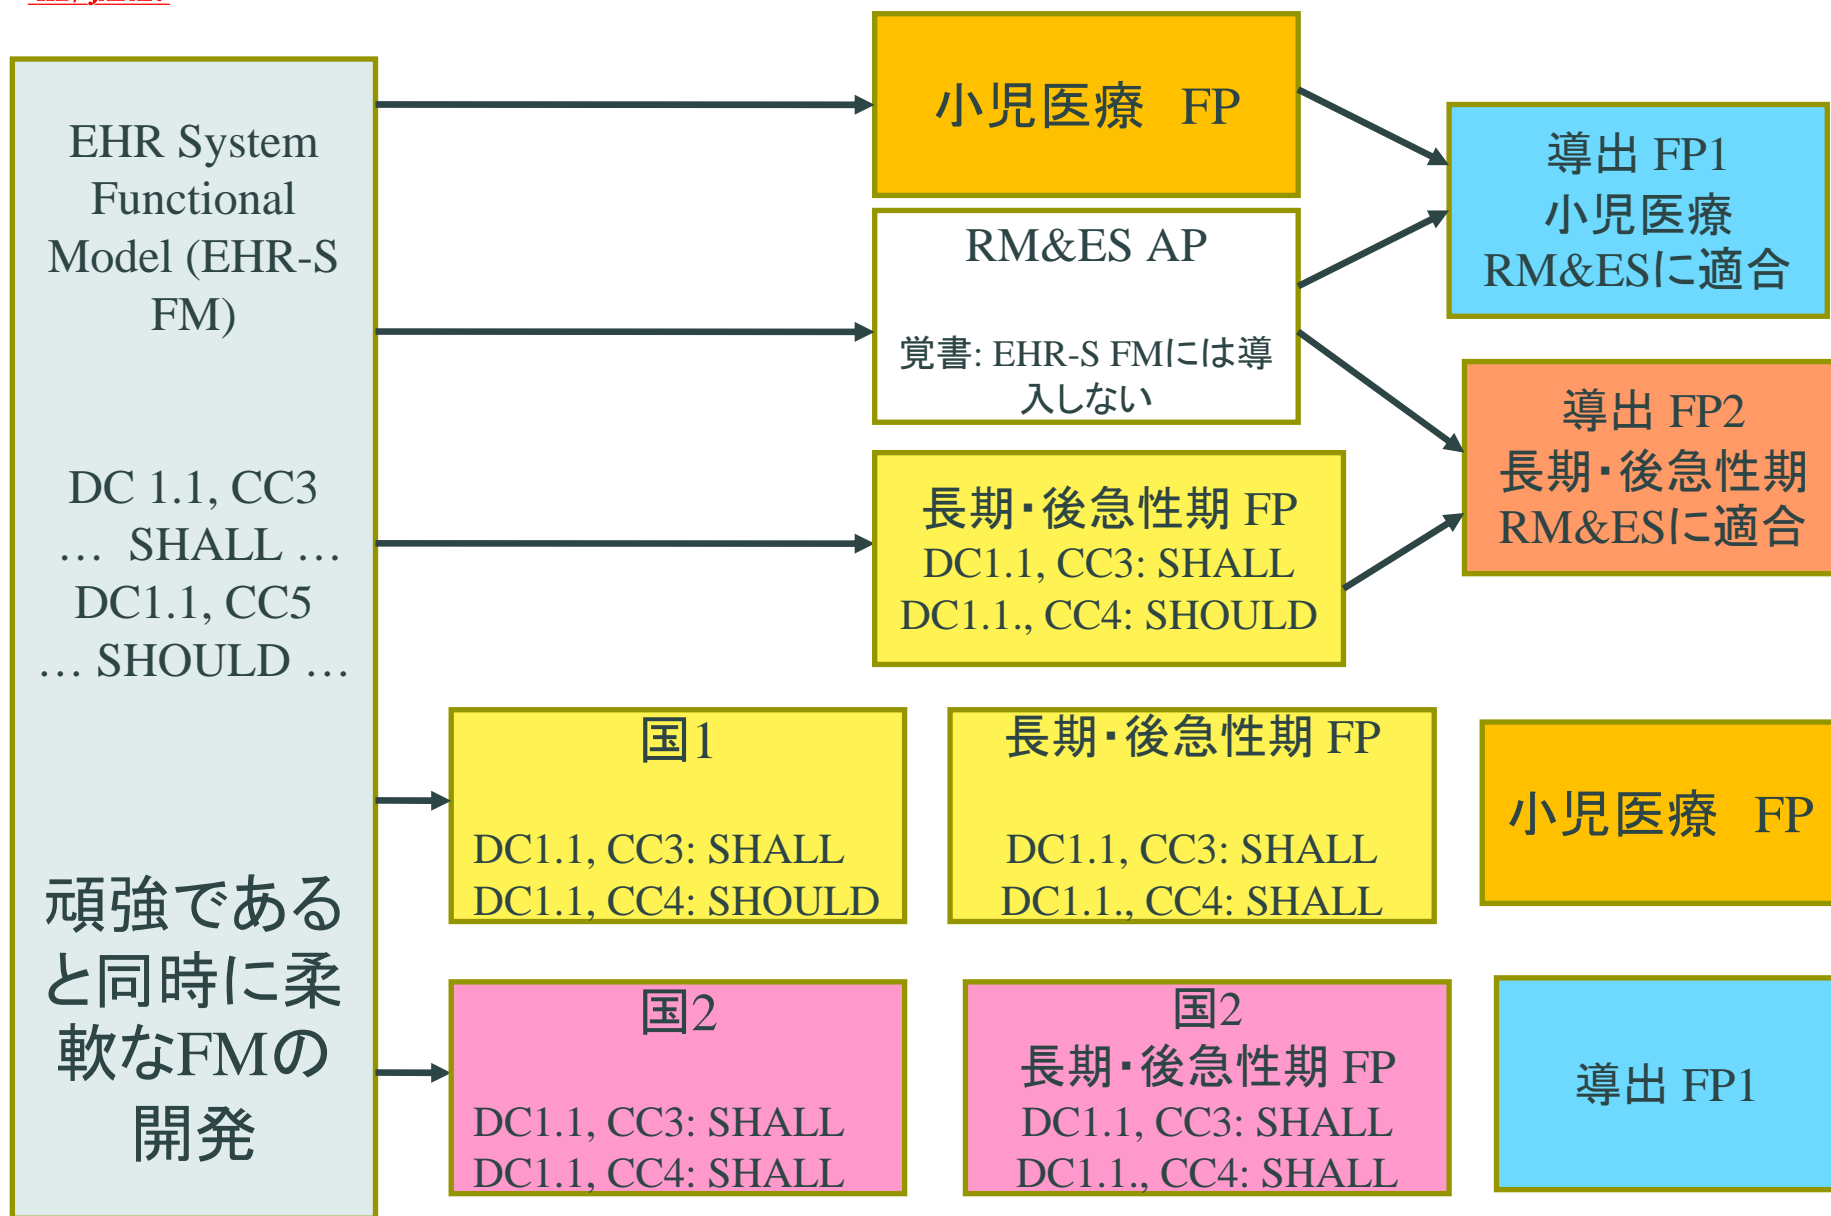 EHR System
Functional
Model (EHR-S
FM)
DC 1.1, CC3
… SHALL …
DC1.1, CC5
… SHOULD …
頑強である
と同時に柔
軟なFMの
開発
小児医療　FP
RM&ES AP
覚書: EHR-S FMには導
入しない
長期・後急性期 FP
DC1.1, CC3: SHALL
DC1.1., CC4: SHOULD
導出 FP1
小児医療
RM&ESに適合
導出 FP2
長期・後急性期
RM&ESに適合
国1
DC1.1, CC3: SHALL
DC1.1, CC4: SHOULD
長期・後急性期 FP
DC1.1, CC3: SHALL
DC1.1., CC4: SHALL
小児医療　FP
国2
DC1.1, CC3: SHALL
DC1.1, CC4: SHALL
国2
長期・後急性期 FP
DC1.1, CC3: SHALL
DC1.1., CC4: SHALL
導出 FP1